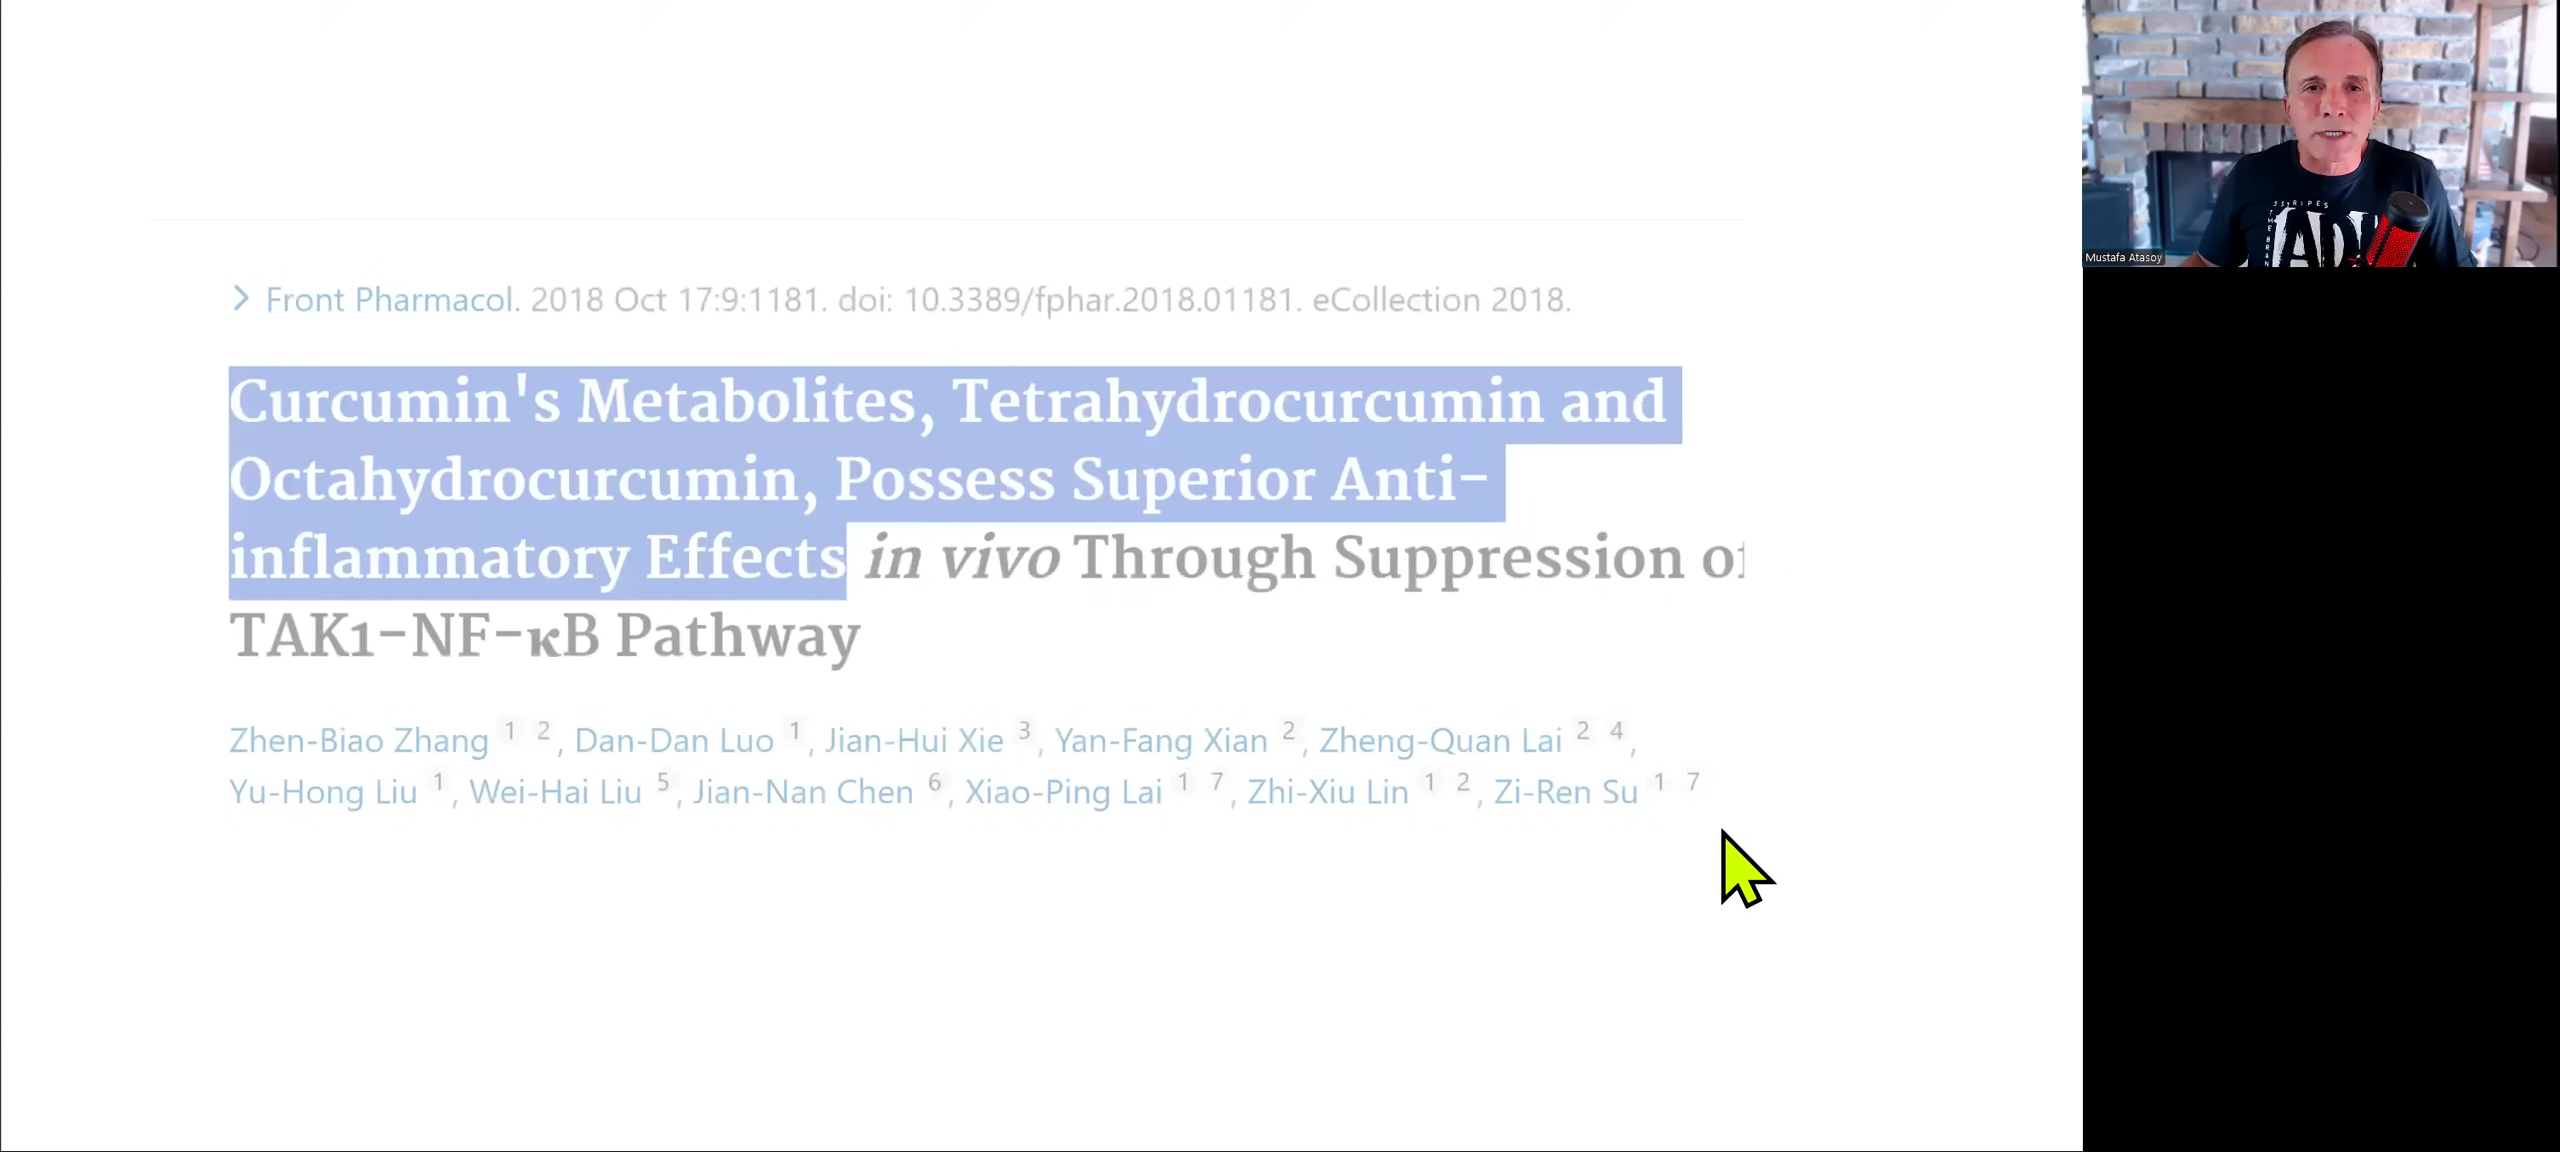 Front Pharmacol. 2018 Oct 17:9:1181. doi: 10.3389/fphar.2018.01181. eCollection 2018.
Curcumin's Metabolites, Tetrahydrocurcumin and
Octahydrocurcumin, Possess Superior Anti-
inflammatory Effects in vivo Through Suppression of
TAK1-NF-κB Pathway
Zhen-Biao Zhang 1 2, Dan-Dan Luo 1, Jian-Hui Xie 3, Yan-Fang Xian 2, Zheng-Quan Lai 2 4,
Yu-Hong Liu 1, Wei-Hai Liu 5, Jian-Nan Chen 6, Xiao-Ping Lai 1 7, Zhi-Xiu Lin 1 2, Zi-Ren Su 1 7
Mustafa Atasoy